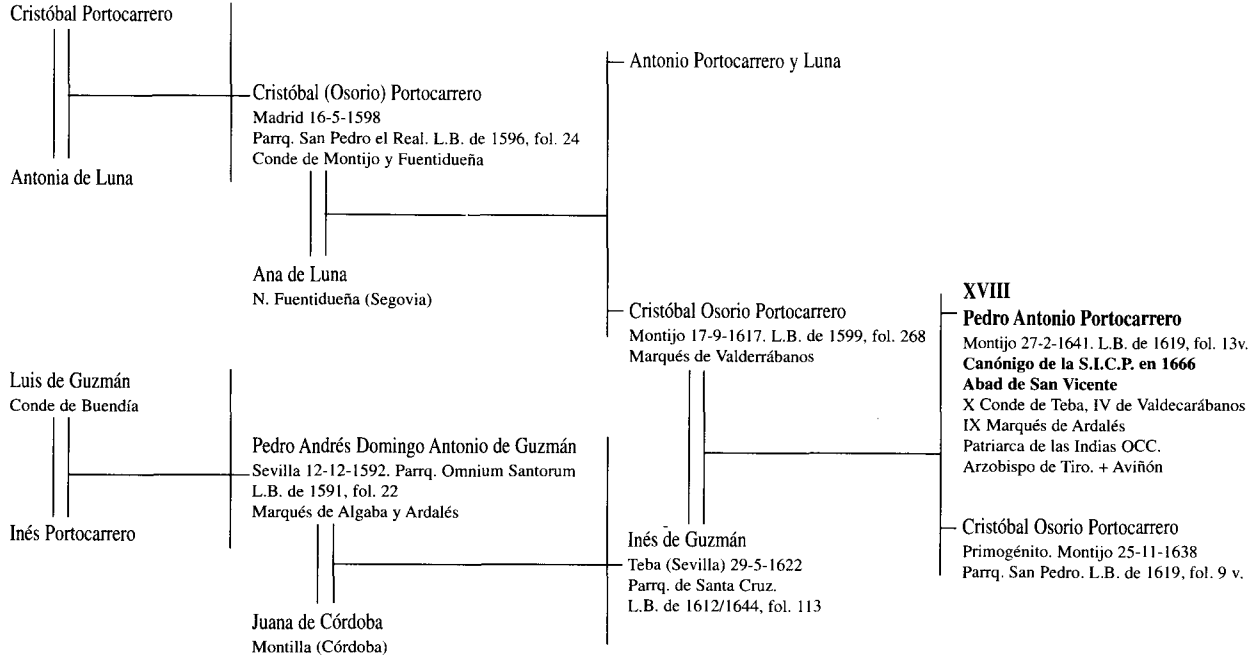 Cristóbal Portocarrero
Antonia de Luna
Cristóbal (Osorio) Portocarrero
Madrid 16-5-1598
Parrq. San Pedro el Real. L.B. de 1596, fol. 24
Conde de Montijo y Fuentidueña
Ana de Luna
N. Fuentidueña (Segovia)
Antonio Portocarrero y Luna
Cristóbal Osorio Portocarrero
Montijo 17-9-1617. L.B. de 1599, fol. 268
Marqués de Valderrábanos
Luis de Guzmán
Conde de Buendía
Inés Portocarrero
Pedro Andrés Domingo Antonio de Guzmán
Sevilla 12-12-1592. Parrq. Omnium Santorum
L.B. de 1591, fol. 22
Marqués de Algaba y Ardalés
Juana de Córdoba
Montilla (Córdoba)
Inés de Guzmán
Teba (Sevilla) 29-5-1622
Parrq. de Santa Cruz.
L.B. de 1612/1644, fol. 113
XVIII
Pedro Antonio Portocarrero
Montijo 27-2-1641. L.B. de 1619, fol. 13v.
Canónigo de la S.I.C.P. en 1666
Abad de San Vicente
X Conde de Teba, IV de Valdecarábanos
IX Marqués de Ardalés
Patriarca de las Indias OCC.
Arzobispo de Tiro. + Aviñón
Cristóbal Osorio Portocarrero
Primogénito. Montijo 25-11-1638
Parrq. San Pedro. L.B. de 1619, fol. 9 v.